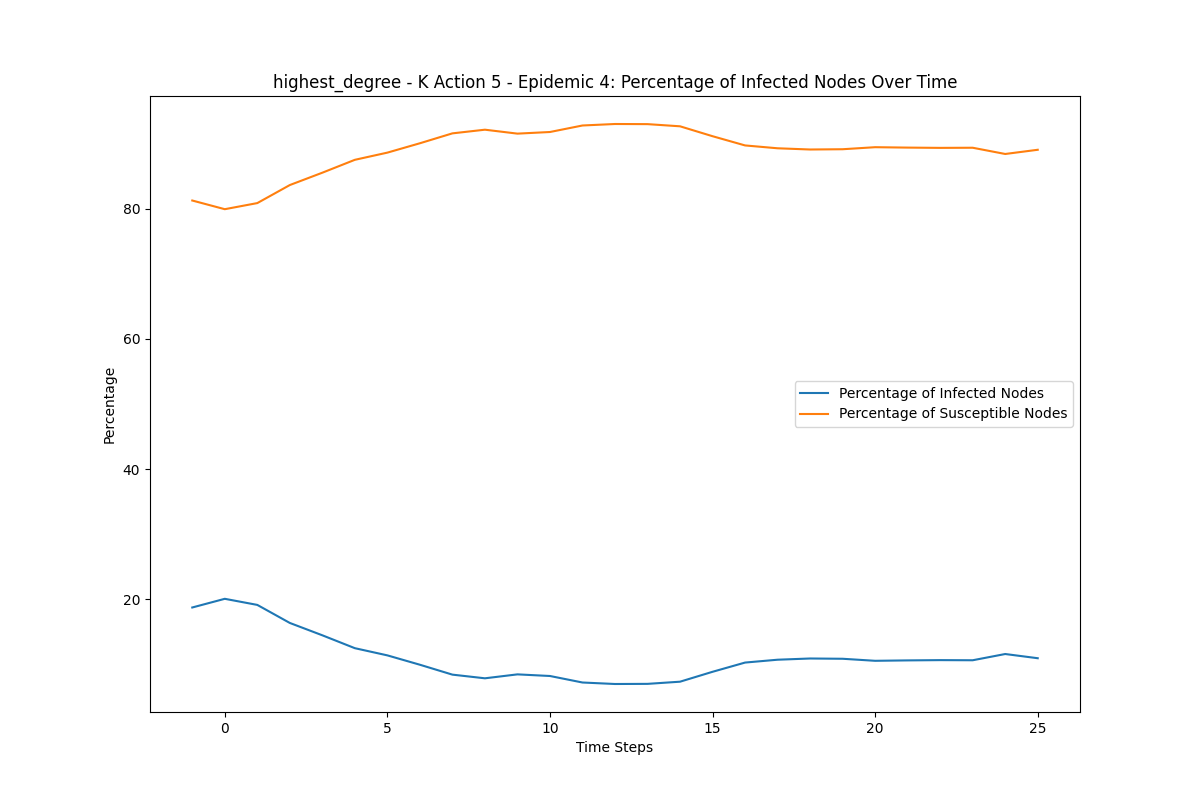 highest_degree - K Action 5 - Epidemic 4: Percentage of Infected Nodes Over Time
80
60
40
20
Percentage
Percentage of Infected Nodes
Percentage of Susceptible Nodes
0 5 10 15 20 25
Time Steps